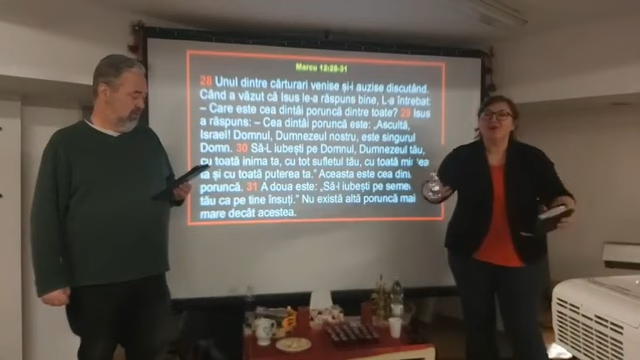 Marcu 12:28-31
28 Unul dintre cărturari venise și-i auzise discutând.
Când a văzut că Isus le-a răspuns bine, L-a întrebat:
– Care este cea dintâi poruncă dintre toate? 29 Isus
a răspuns: – Cea dintâi poruncă este: „Ascultă,
Israel! Domnul, Dumnezeul nostru, este singurul
Domn. 30 Să-L iubești pe Domnul, Dumnezeul tău,
cu toată inima ta, cu tot sufletul tău, cu toată
ta și cu toată puterea ta.” Aceasta este cea
poruncă. 31 A doua este: „Să-l iubești pe
tău ca pe tine însuți.” Nu există altă poruncă mai
mare decât acestea.